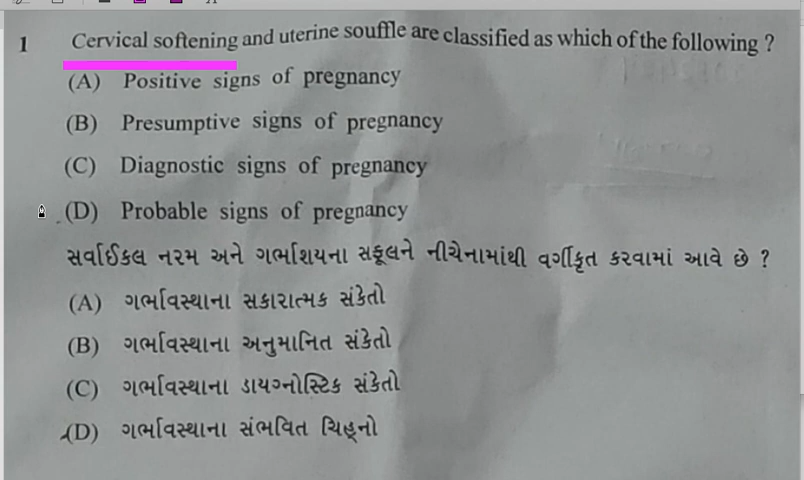 1 Cervical softening and uterine souffle are classified as which of the following ?
(A) Positive signs of pregnancy
(B) Presumptive signs of pregnancy
(C) Diagnostic signs of pregnancy
(D) Probable signs of pregnancy
સર્વાઈકલ નરમ અને ગર્ભાશયના સફૂલને નીચેનામાંથી વર્ગીકૃત કરવામાં આવે છે ?
(A) ગર્ભાવસ્થાના સકારાત્મક સંકેતો
(B) ગર્ભાવસ્થાના અનુમાનિત સંકેતો
(C) ગર્ભાવસ્થાના ડાયગ્નોસ્ટિક સંકેતો
(D) ગર્ભાવસ્થાના સંભવિત ચિહ્નો